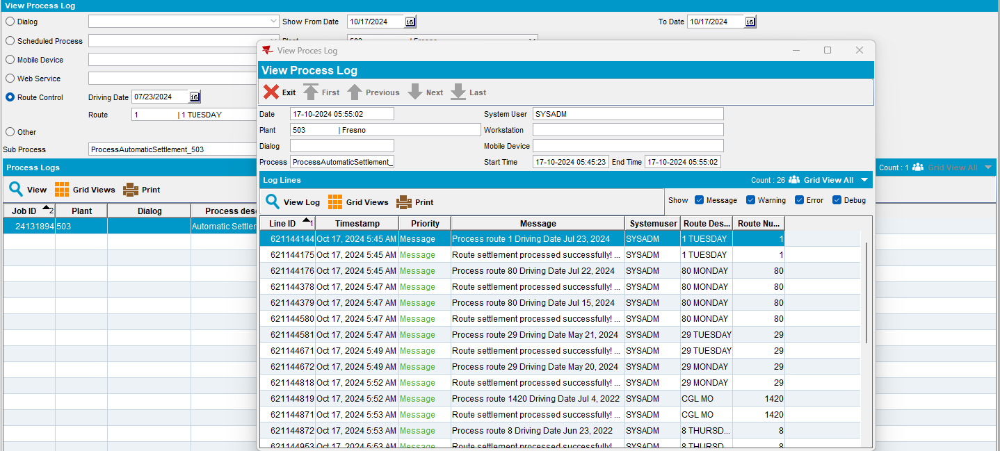 View Process Log
Dialog
Show From Date 10/17/2024 16
To Date 10/17/2024 16
Scheduled Process
Mobile Device
Web Service
Route Control Driving Date 07/23/2024 16
Route 1 | 1 TUESDAY
Other
Sub Process ProcessAutomaticSettlement_503
Process Logs
Count : 1 Grid View All
View Grid Views Print
Job ID 2 Plant Dialog
24131894 503
View Proces Log
View Process Log
Exit First Previous Next Last
Date 17-10-2024 05:55:02 System User SYSADM
Plant 503 | Fresno Workstation
Dialog Mobile Device
Process ProcessAutomaticSettlement_ Start Time 17-10-2024 05:45:23 End Time 17-10-2024 05:55:02
Log Lines Count : 26 Grid View All
View Log Grid Views Print Show Message Warning Error Debug
Line ID 1 Timestamp Priority Message Systemuser Route Des... Route Nu...
621144144 Oct 17, 2024 5:45 AM Message Process route 1 Driving Date Jul 23, 2024 SYSADM 1 TUESDAY 1
621144175 Oct 17, 2024 5:45 AM Message Route settlement processed successfully! ... SYSADM 1 TUESDAY 1
621144176 Oct 17, 2024 5:45 AM Message Process route 80 Driving Date Jul 22, 2024 SYSADM 80 MONDAY 80
621144378 Oct 17, 2024 5:47 AM Message Route settlement processed successfully! ... SYSADM 80 MONDAY 80
621144379 Oct 17, 2024 5:47 AM Message Process route 80 Driving Date Jul 15, 2024 SYSADM 80 MONDAY 80
621144580 Oct 17, 2024 5:47 AM Message Route settlement processed successfully! ... SYSADM 80 MONDAY 80
621144581 Oct 17, 2024 5:47 AM Message Process route 29 Driving Date May 21, 2024 SYSADM 29 TUESDAY 29
621144671 Oct 17, 2024 5:49 AM Message Route settlement processed successfully! ... SYSADM 29 TUESDAY 29
621144672 Oct 17, 2024 5:49 AM Message Process route 29 Driving Date May 20, 2024 SYSADM 29 MONDAY 29
621144818 Oct 17, 2024 5:52 AM Message Route settlement processed successfully! ... SYSADM 29 MONDAY 29
621144819 Oct 17, 2024 5:52 AM Message Process route 1420 Driving Date Jul 4, 2022 SYSADM CGL MO 1420
621144871 Oct 17, 2024 5:53 AM Message Route settlement processed successfully! ... SYSADM CGL MO 1420
621144872 Oct 17, 2024 5:53 AM Message Process route 8 Driving Date Jun 23, 2022 SYSADM 8 THURSD... 8
621144953 Oct 17, 2024 5:53 AM Message Route settlement processed successfully! ... SYSADM 8 THURSD... 8